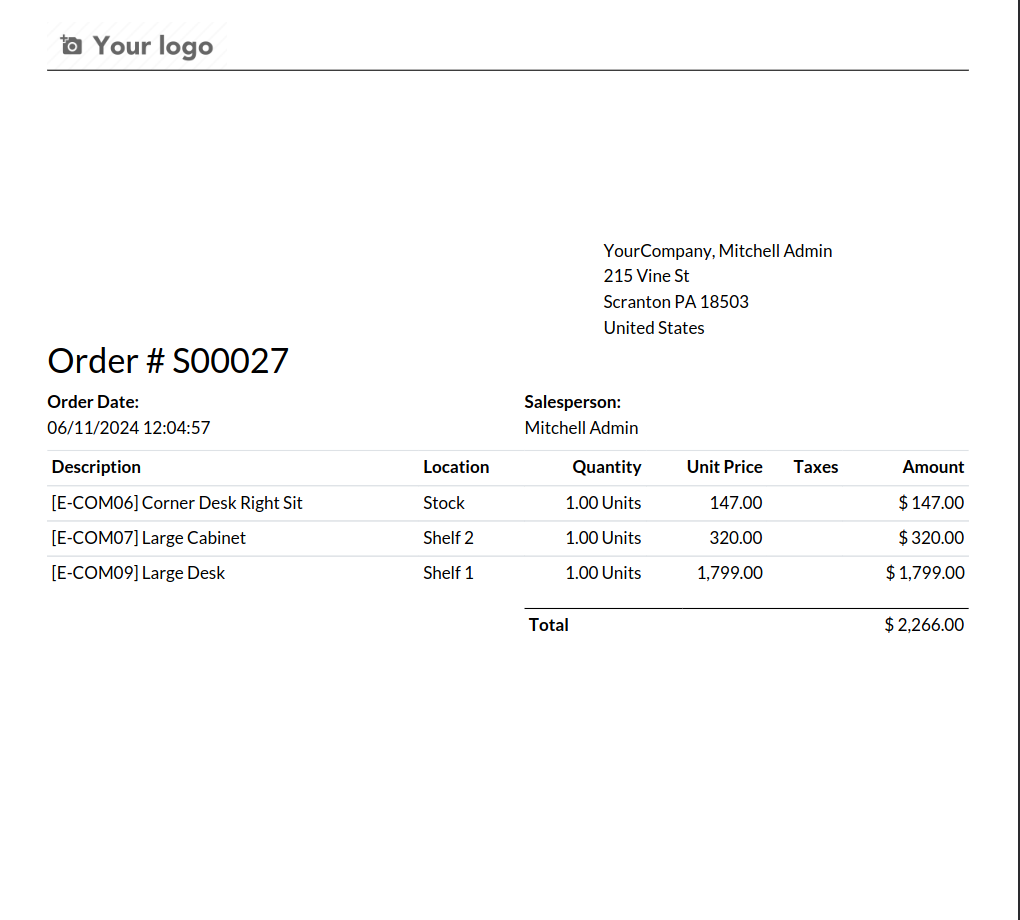 Your logo
YourCompany, Mitchell Admin
215 Vine St
Scranton PA 18503
United States
Order # S00027
Order Date: Salesperson:
06/11/2024 12:04:57 Mitchell Admin
Description Location Quantity Unit Price Taxes Amount
[E-COM06] Corner Desk Right Sit Stock 1.00 Units 147.00 $ 147.00
[E-COM07] Large Cabinet Shelf 2 1.00 Units 320.00 $ 320.00
[E-COM09] Large Desk Shelf 1 1.00 Units 1,799.00 $ 1,799.00
Total $ 2,266.00